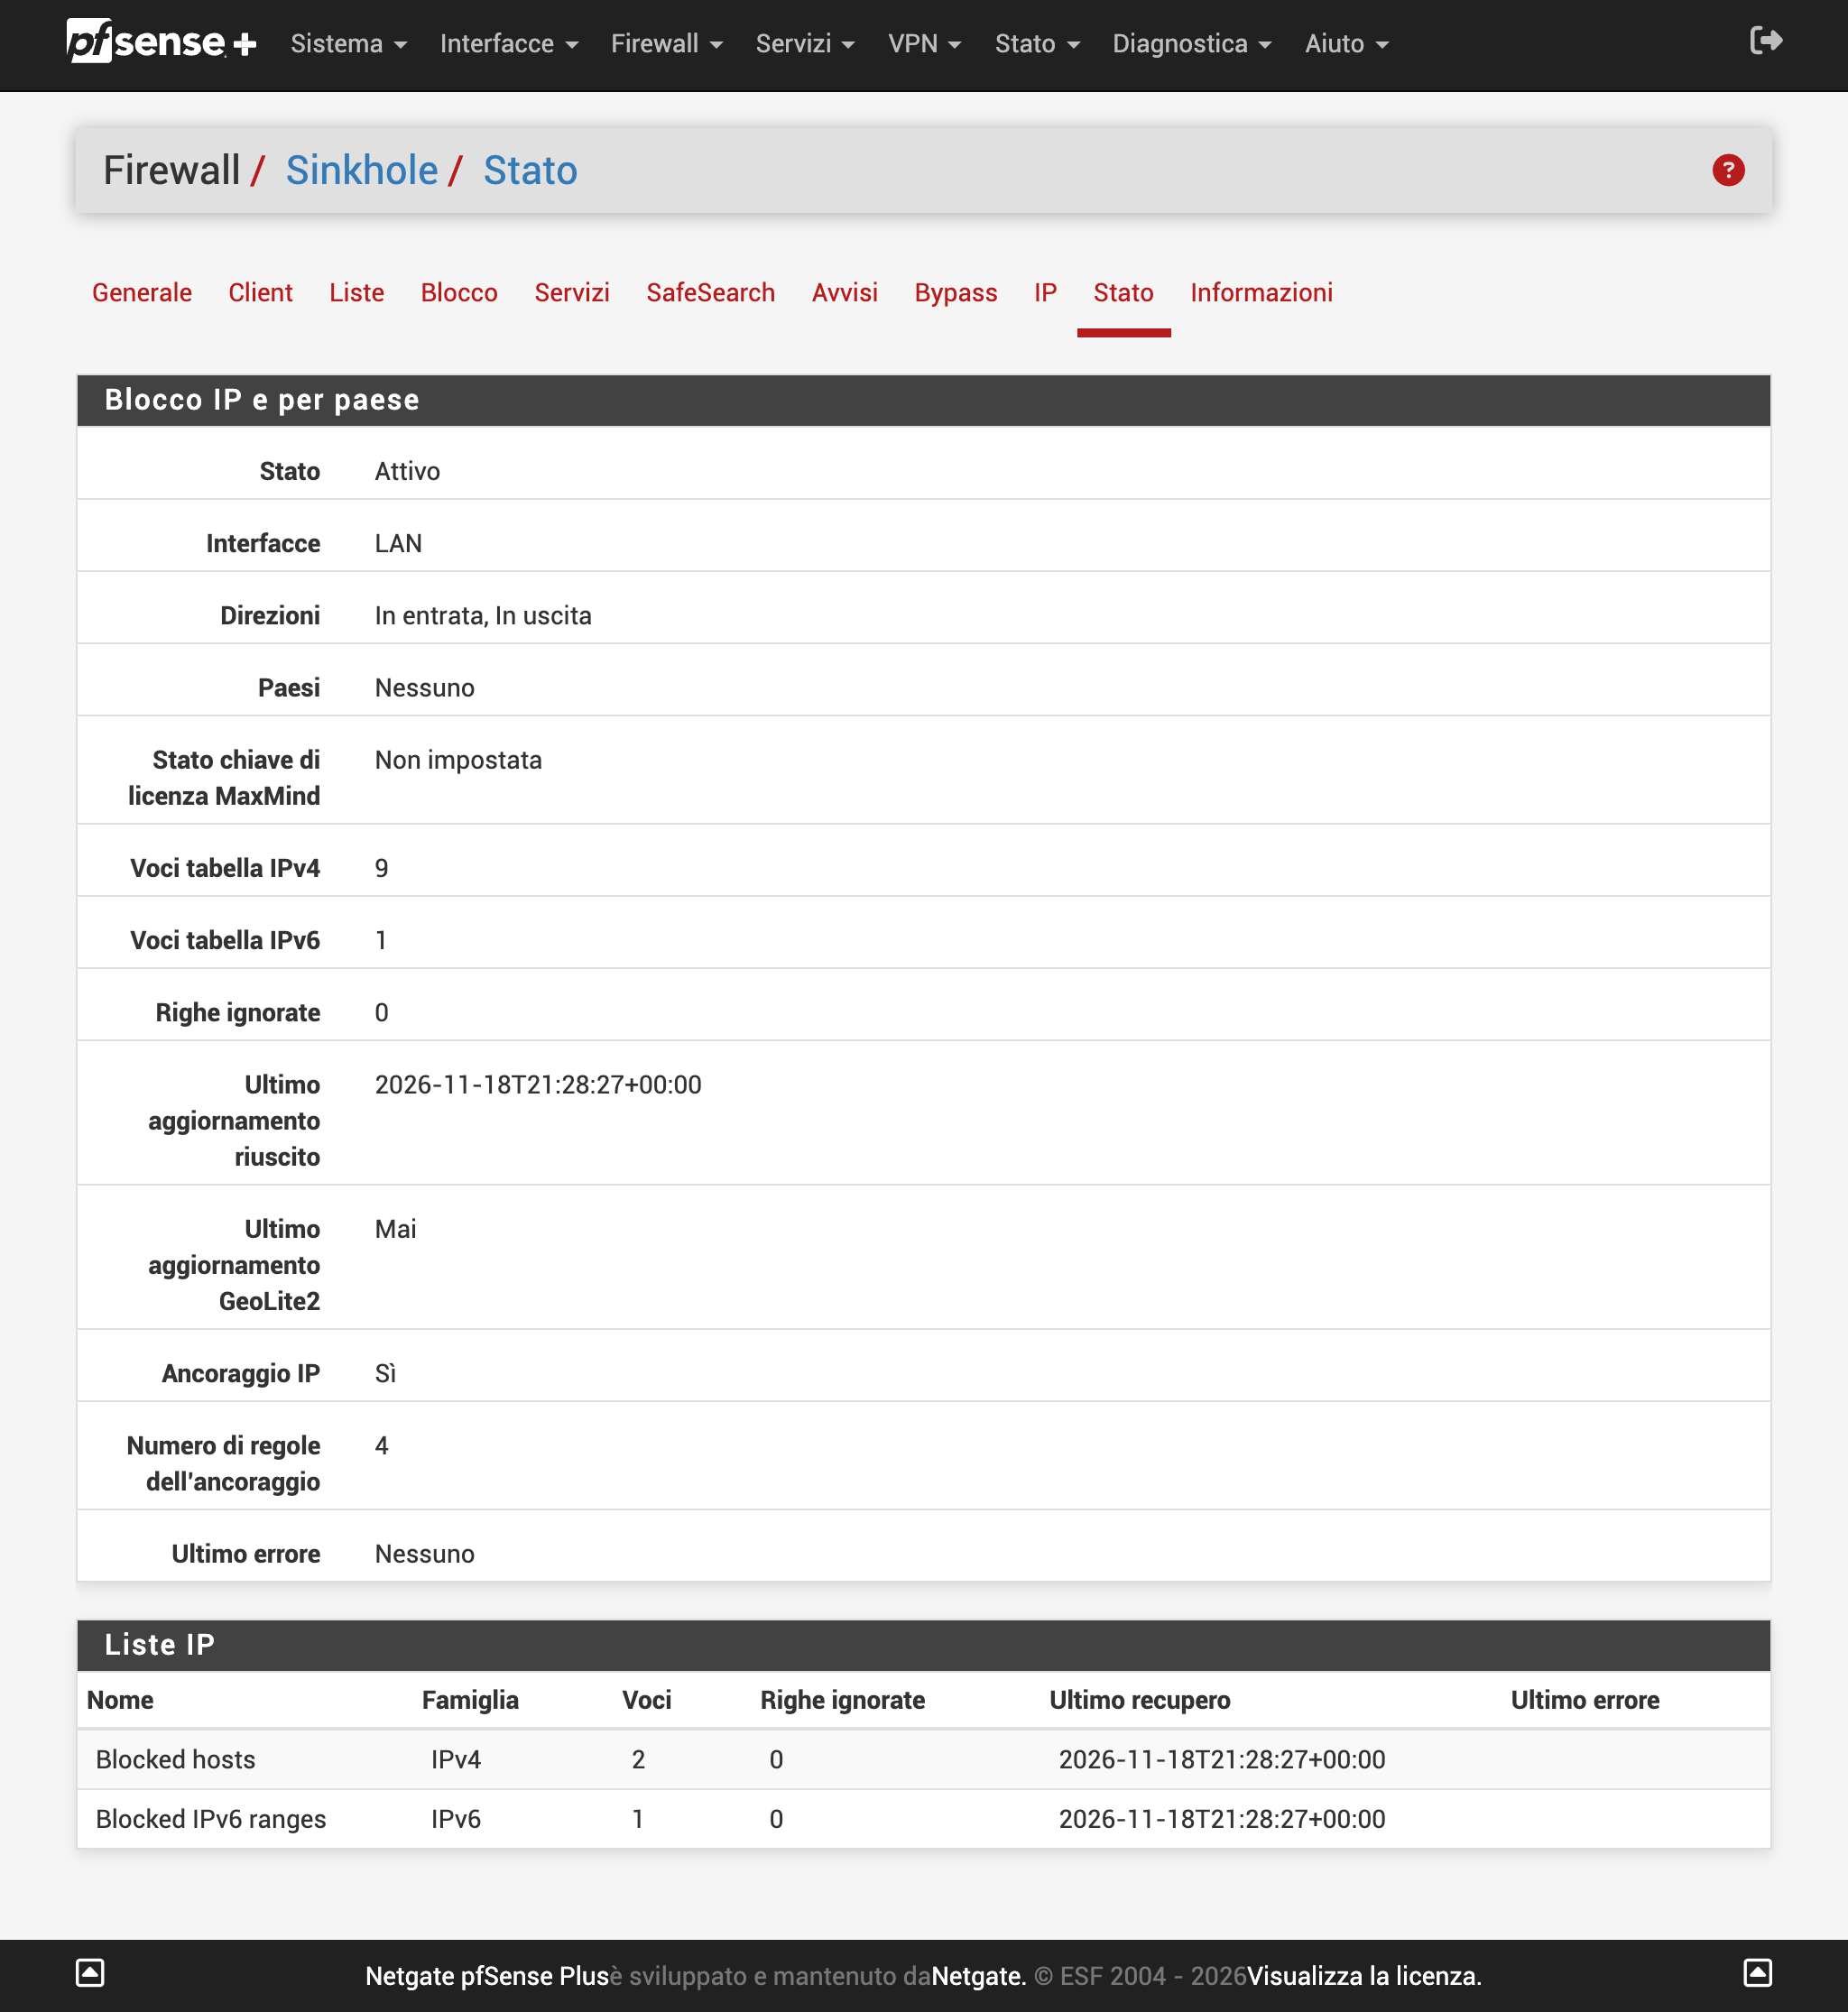 pfsense+ Sistema Interfacce Firewall Servizi VPN Stato Diagnostica Aiuto
Firewall / Sinkhole / Stato
?
Generale Client Liste Blocco Servizi SafeSearch Avvisi Bypass IP Stato Informazioni
Blocco IP e per paese
Stato Attivo
Interfacce LAN
Direzioni In entrata, In uscita
Paesi Nessuno
Stato chiave di Non impostata
licenza MaxMind
Voci tabella IPv4 9
Voci tabella IPv6 1
Righe ignorate 0
Ultimo 2026-11-18T21:28:27+00:00
aggiornamento
riuscito
Ultimo Mai
aggiornamento
GeoLite2
Ancoraggio IP Sì
Numero di regole 4
dell'ancoraggio
Ultimo errore Nessuno
Liste IP
Nome Famiglia Voci Righe ignorate Ultimo recupero Ultimo errore
Blocked hosts IPv4 2 0 2026-11-18T21:28:27+00:00
Blocked IPv6 ranges IPv6 1 0 2026-11-18T21:28:27+00:00
Netgate pfSense Plusè sviluppato e mantenuto daNetgate. © ESF 2004 - 2026Visualizza la licenza.